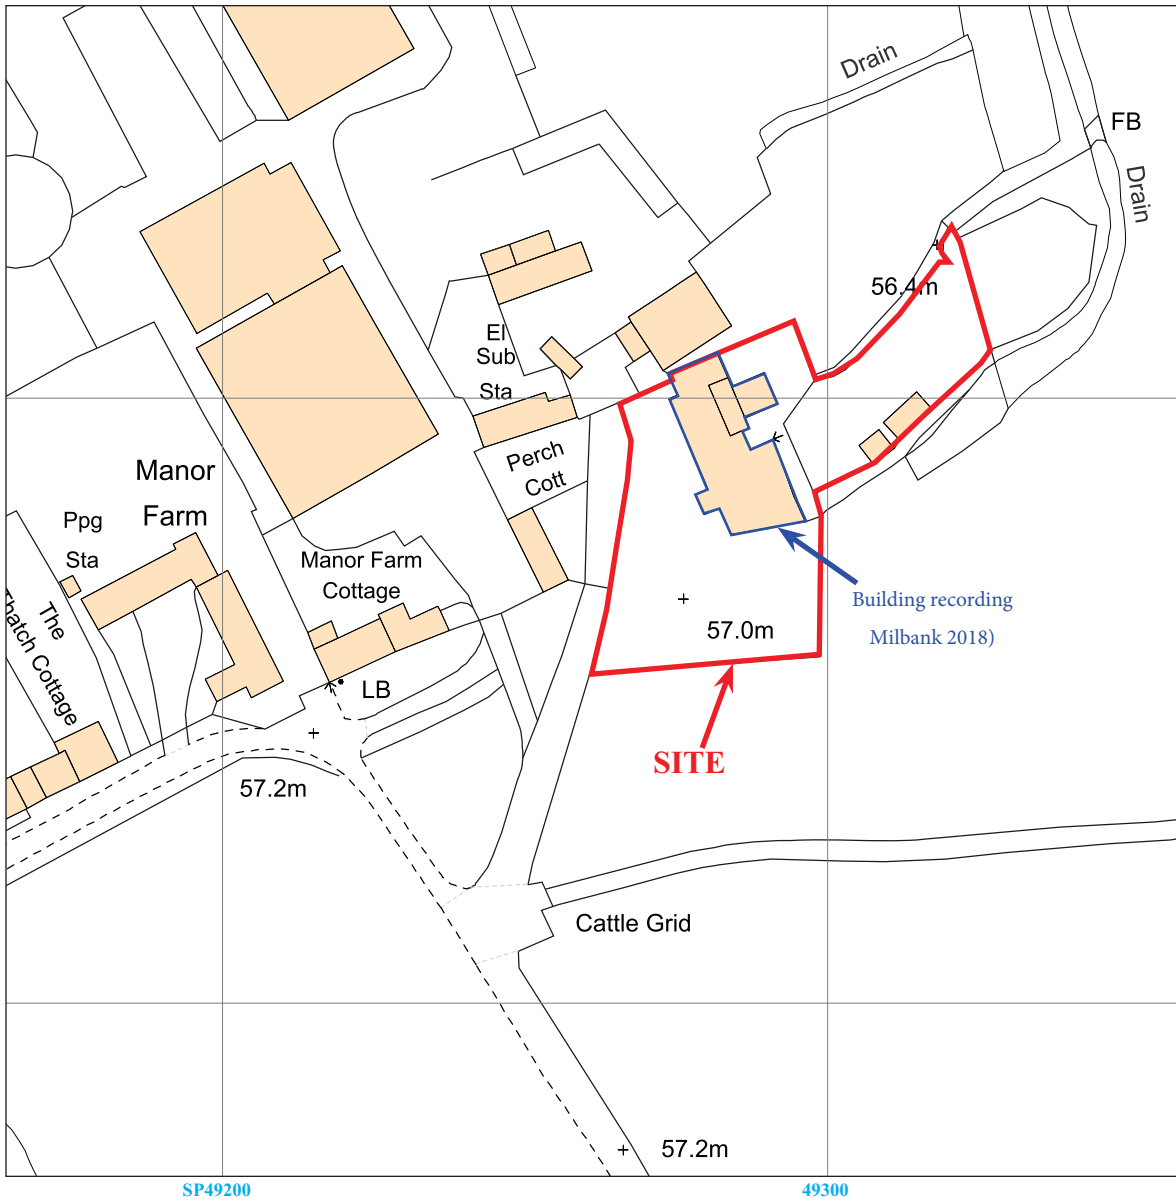 Drain
FB
Drain
56.4m
El
Sub
Sta
Perch
Cott
Manor
Farm
Ppg
Sta
Manor Farm
Cottage
The
Thatch Cottage
Building recording
Milbank 2018)
57.0m
LB
SITE
57.2m
Cattle Grid
57.2m
SP49200
49300